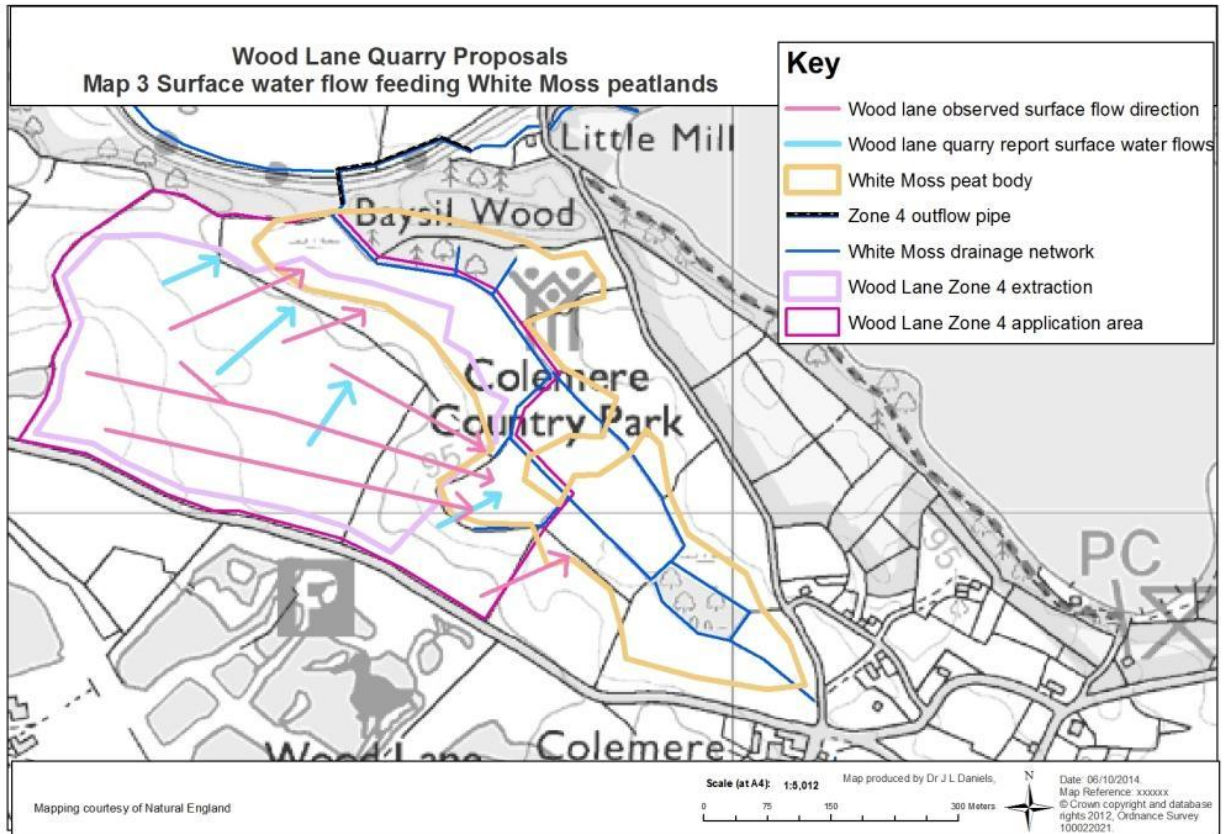 Wood Lane Quarry Proposals
Map 3 Surface water flow feeding White Moss peatlands
Key
Wood lane observed surface flow direction
Wood lane quarry report surface water flows
White Moss peat body
Zone 4 outflow pipe
White Moss drainage network
Wood Lane Zone 4 extraction
Wood Lane Zone 4 application area
Little Mill
Baysil Wood
Colemere
Country Park
95
95
PC
P
Wood Lane
Colemere
Mapping courtesy of Natural England
Scale (at A4): 1:5,012
0 75 150 300 Meters
Map produced by Dr J L Daniels,
N
Date: 06/10/2014.
Map Reference: xxxxxx
© Crown copyright and database
rights 2012, Ordnance Survey
100022021.